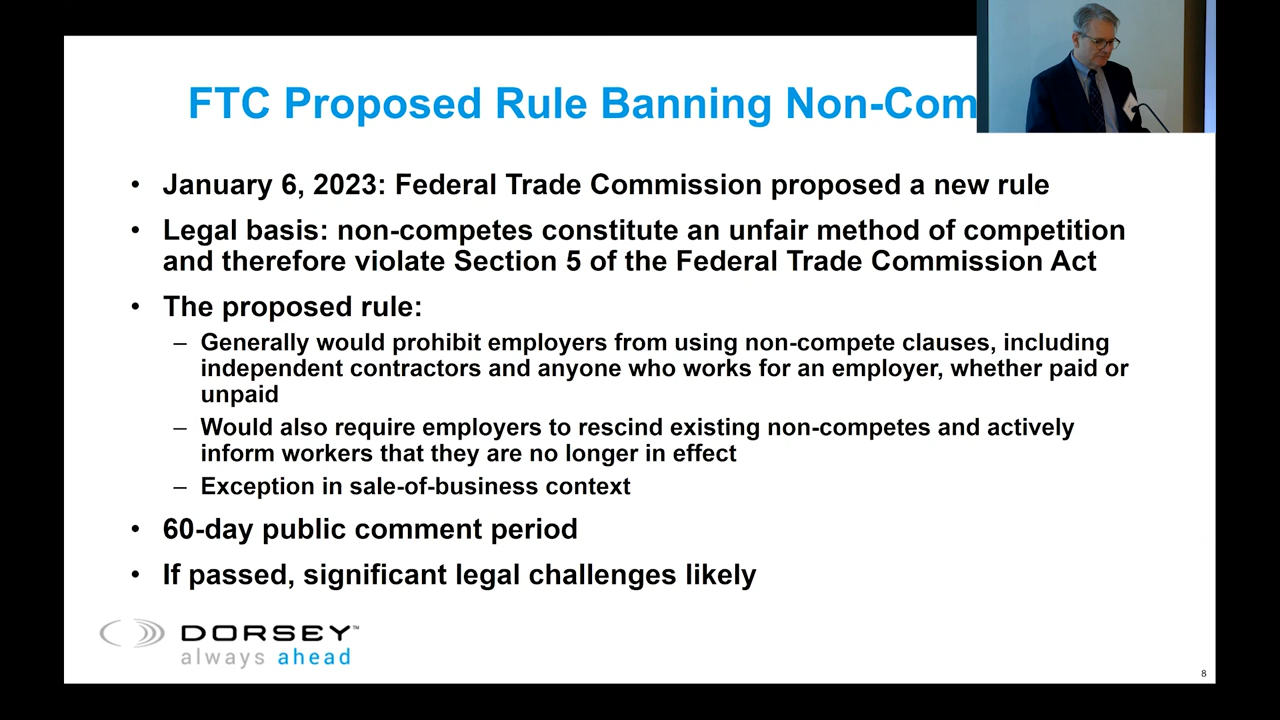 FTC Proposed Rule Banning Non-Com
• January 6, 2023: Federal Trade Commission proposed a new rule
• Legal basis: non-competes constitute an unfair method of competition
and therefore violate Section 5 of the Federal Trade Commission Act
• The proposed rule:
– Generally would prohibit employers from using non-compete clauses, including
independent contractors and anyone who works for an employer, whether paid or
unpaid
– Would also require employers to rescind existing non-competes and actively
inform workers that they are no longer in effect
– Exception in sale-of-business context
• 60-day public comment period
• If passed, significant legal challenges likely
DORSEY™
always ahead
8